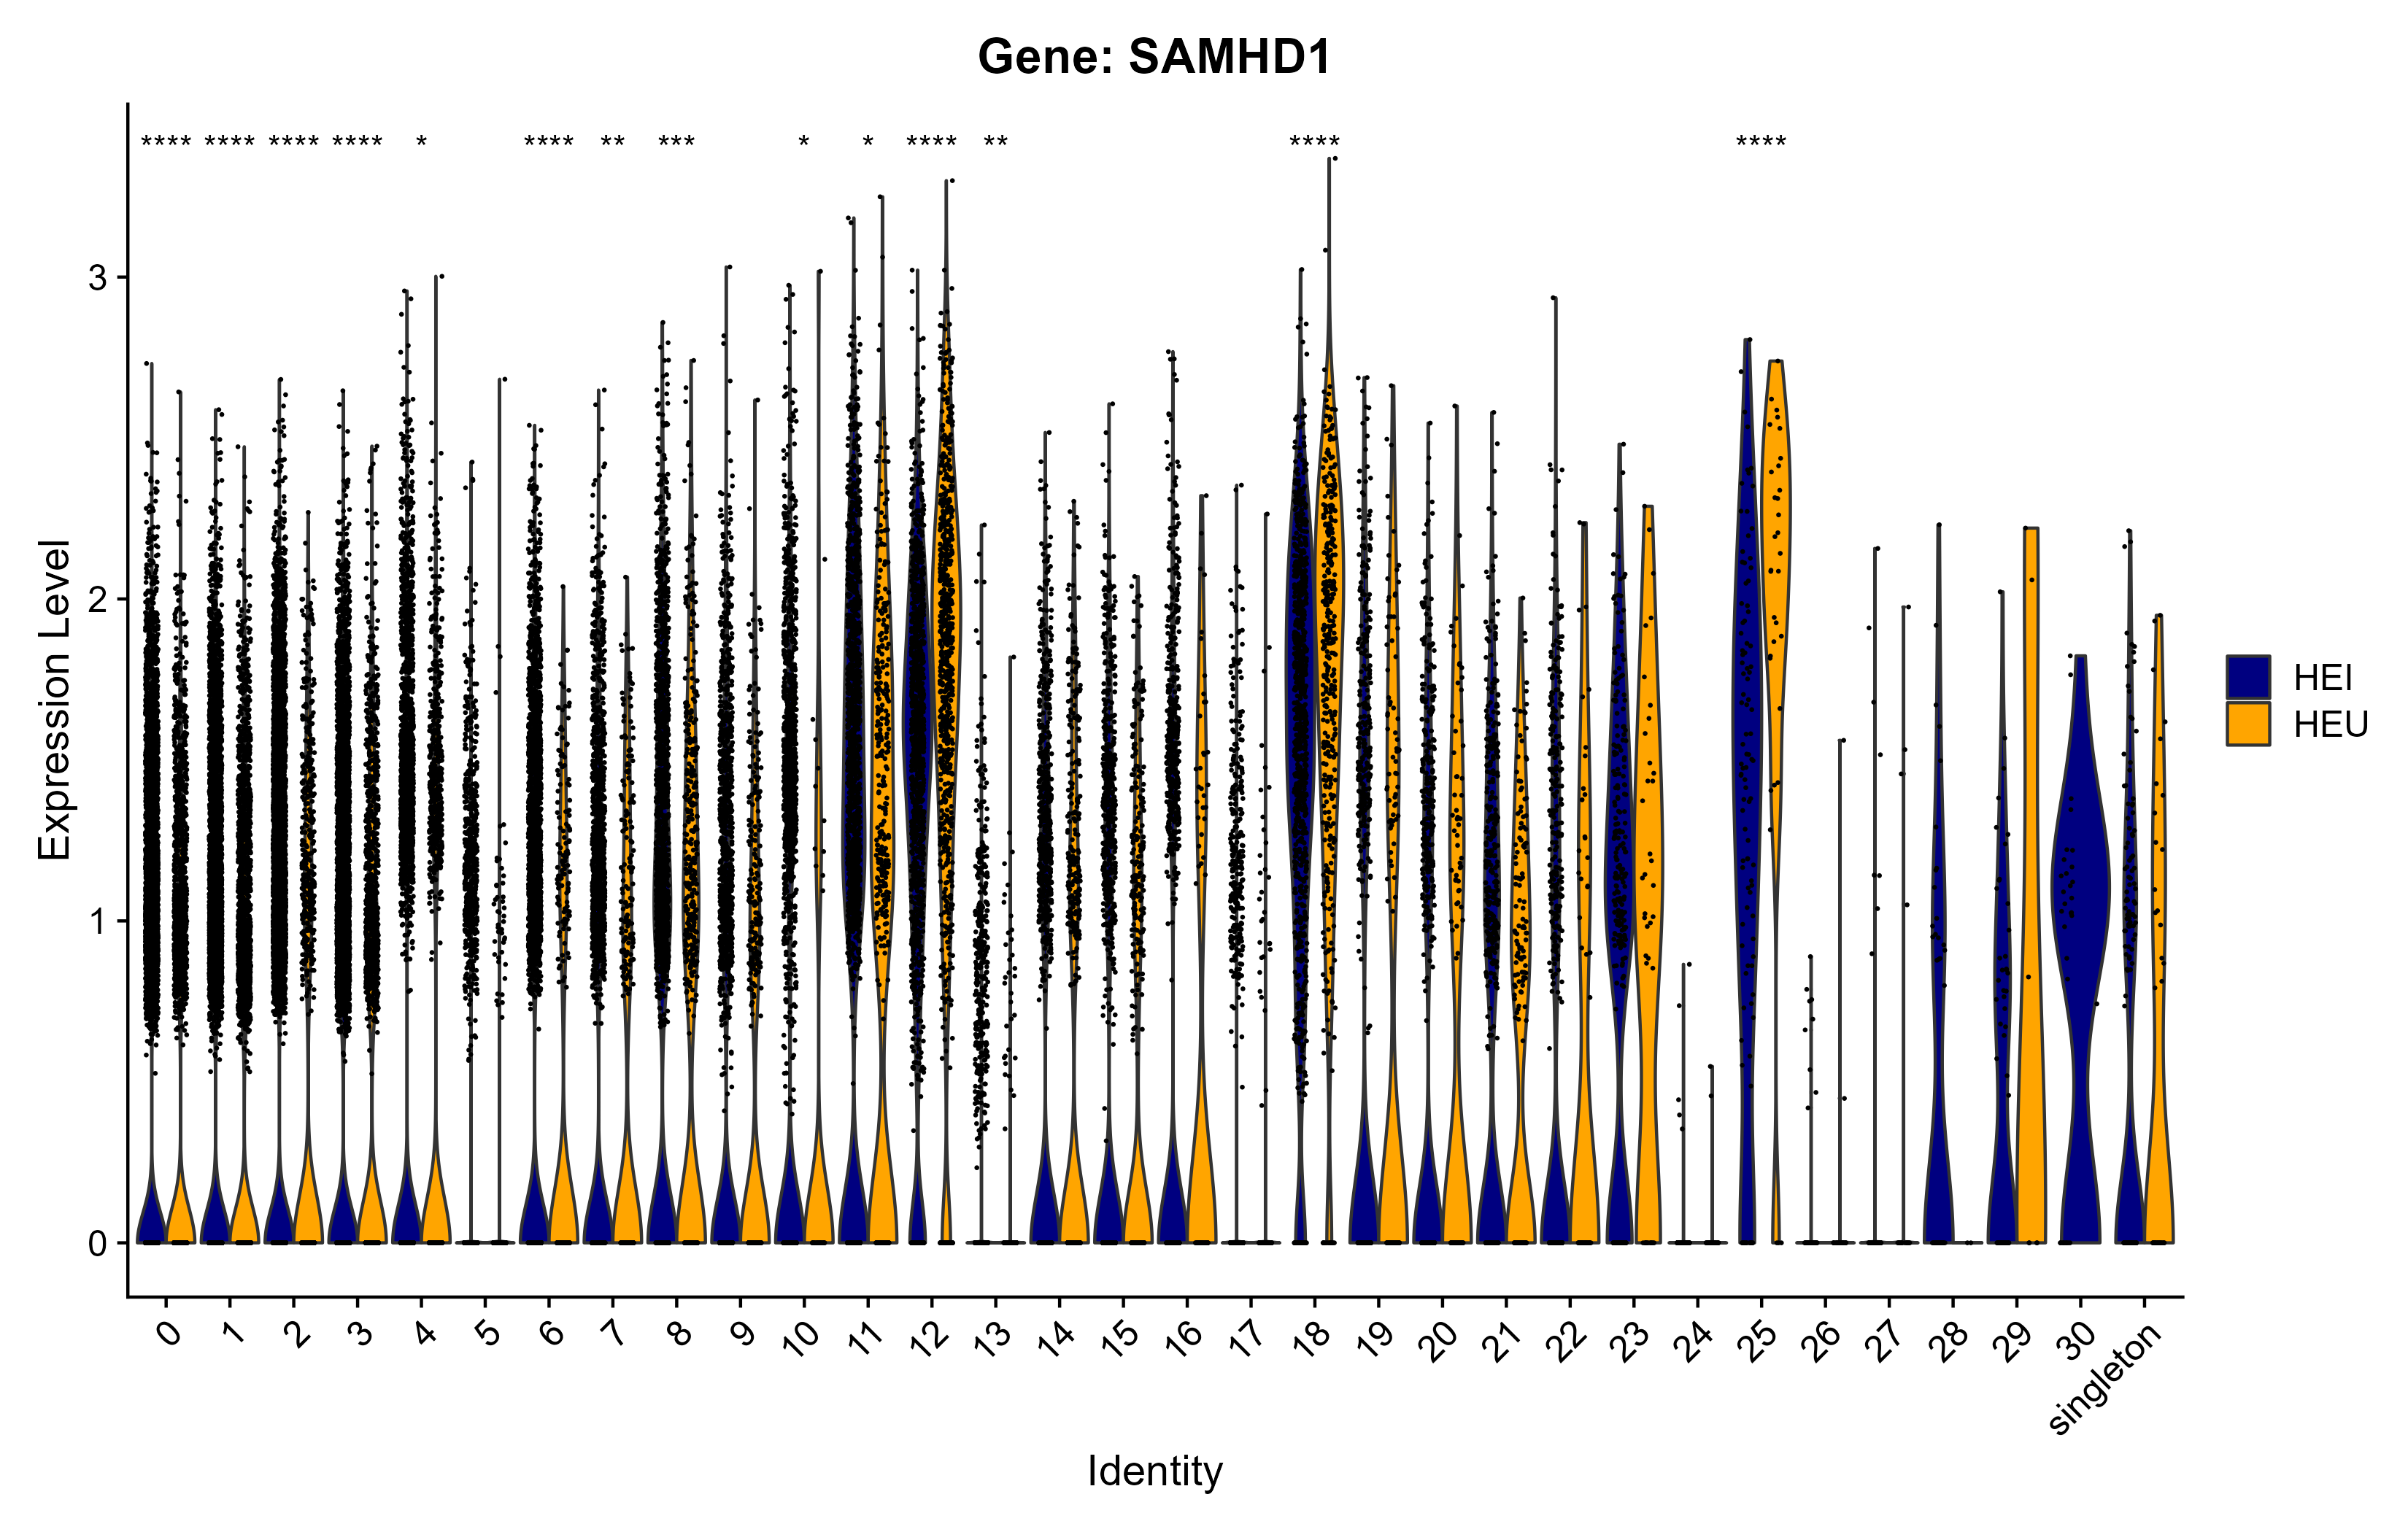 Gene: SAMHD1
**** **** **** **** * **** ** *** * * **** ** **** ****
Expression Level
3
2
1
0
HEI
HEU
0 1 2 3 4 5 6 7 8 9 10 11 12 13 14 15 16 17 18 19 20 21 22 23 24 25 26 27 28 29 30 singleton
Identity